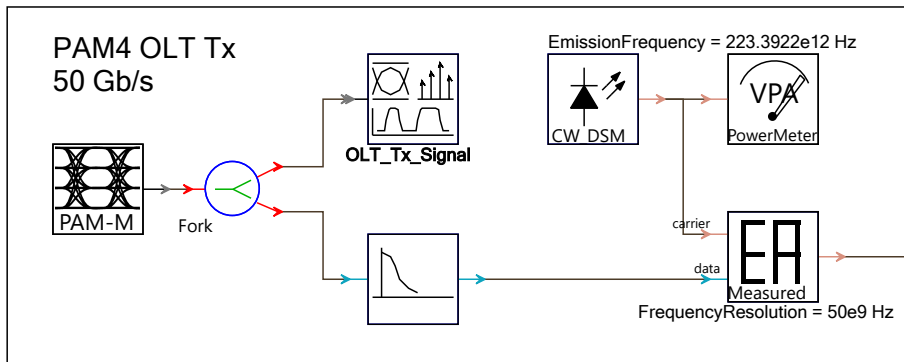 PAM4 OLT Tx
50 Gb/s
EmissionFrequency = 223.3922e12 Hz
CW_DSM
VPA
PowerMeter
OLT_Tx_Signal
PAM-M
Fork
carrier
data
EA
Measured
FrequencyResolution = 50e9 Hz